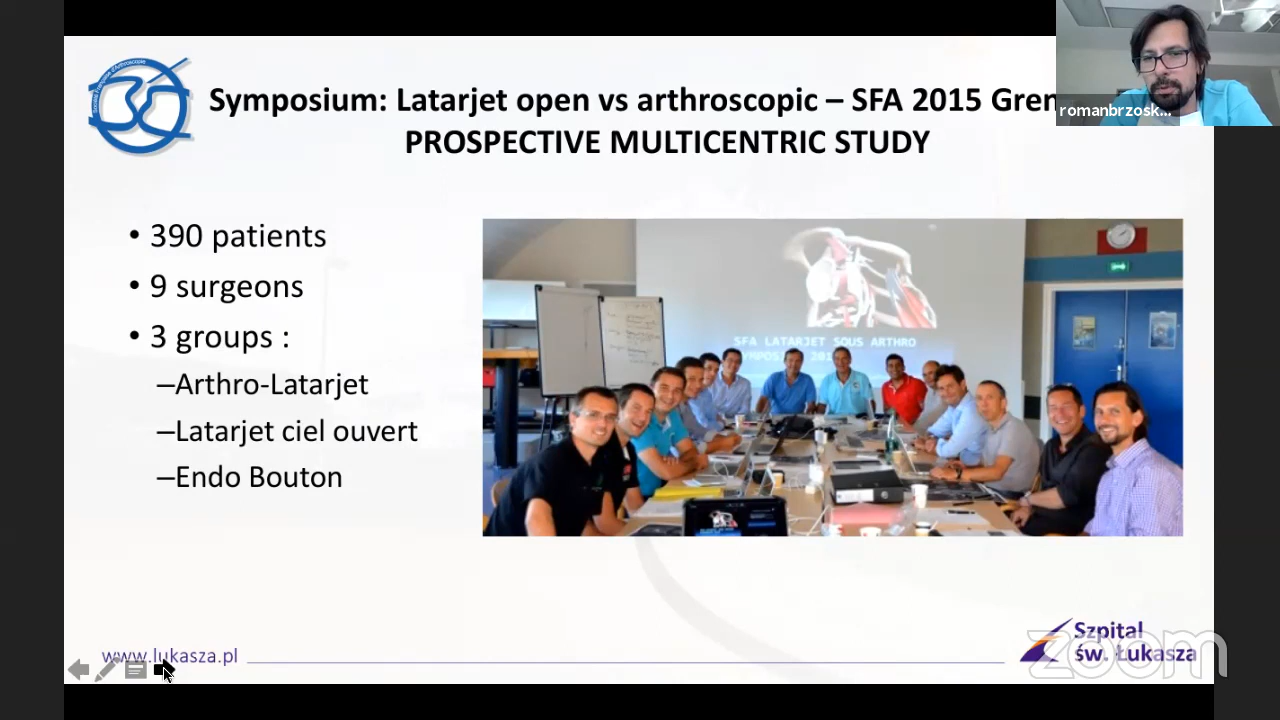 Symposium: Latarjet open vs arthroscopic – SFA 2015 Gren
PROSPECTIVE MULTICENTRIC STUDY
romanbrzosk...
• 390 patients
• 9 surgeons
• 3 groups :
–Arthro-Latarjet
–Latarjet ciel ouvert
–Endo Bouton
SFA LATARJET SOUS ARTHRO
www.lukasza.pl
Szpital
św. Łukasza
zoom